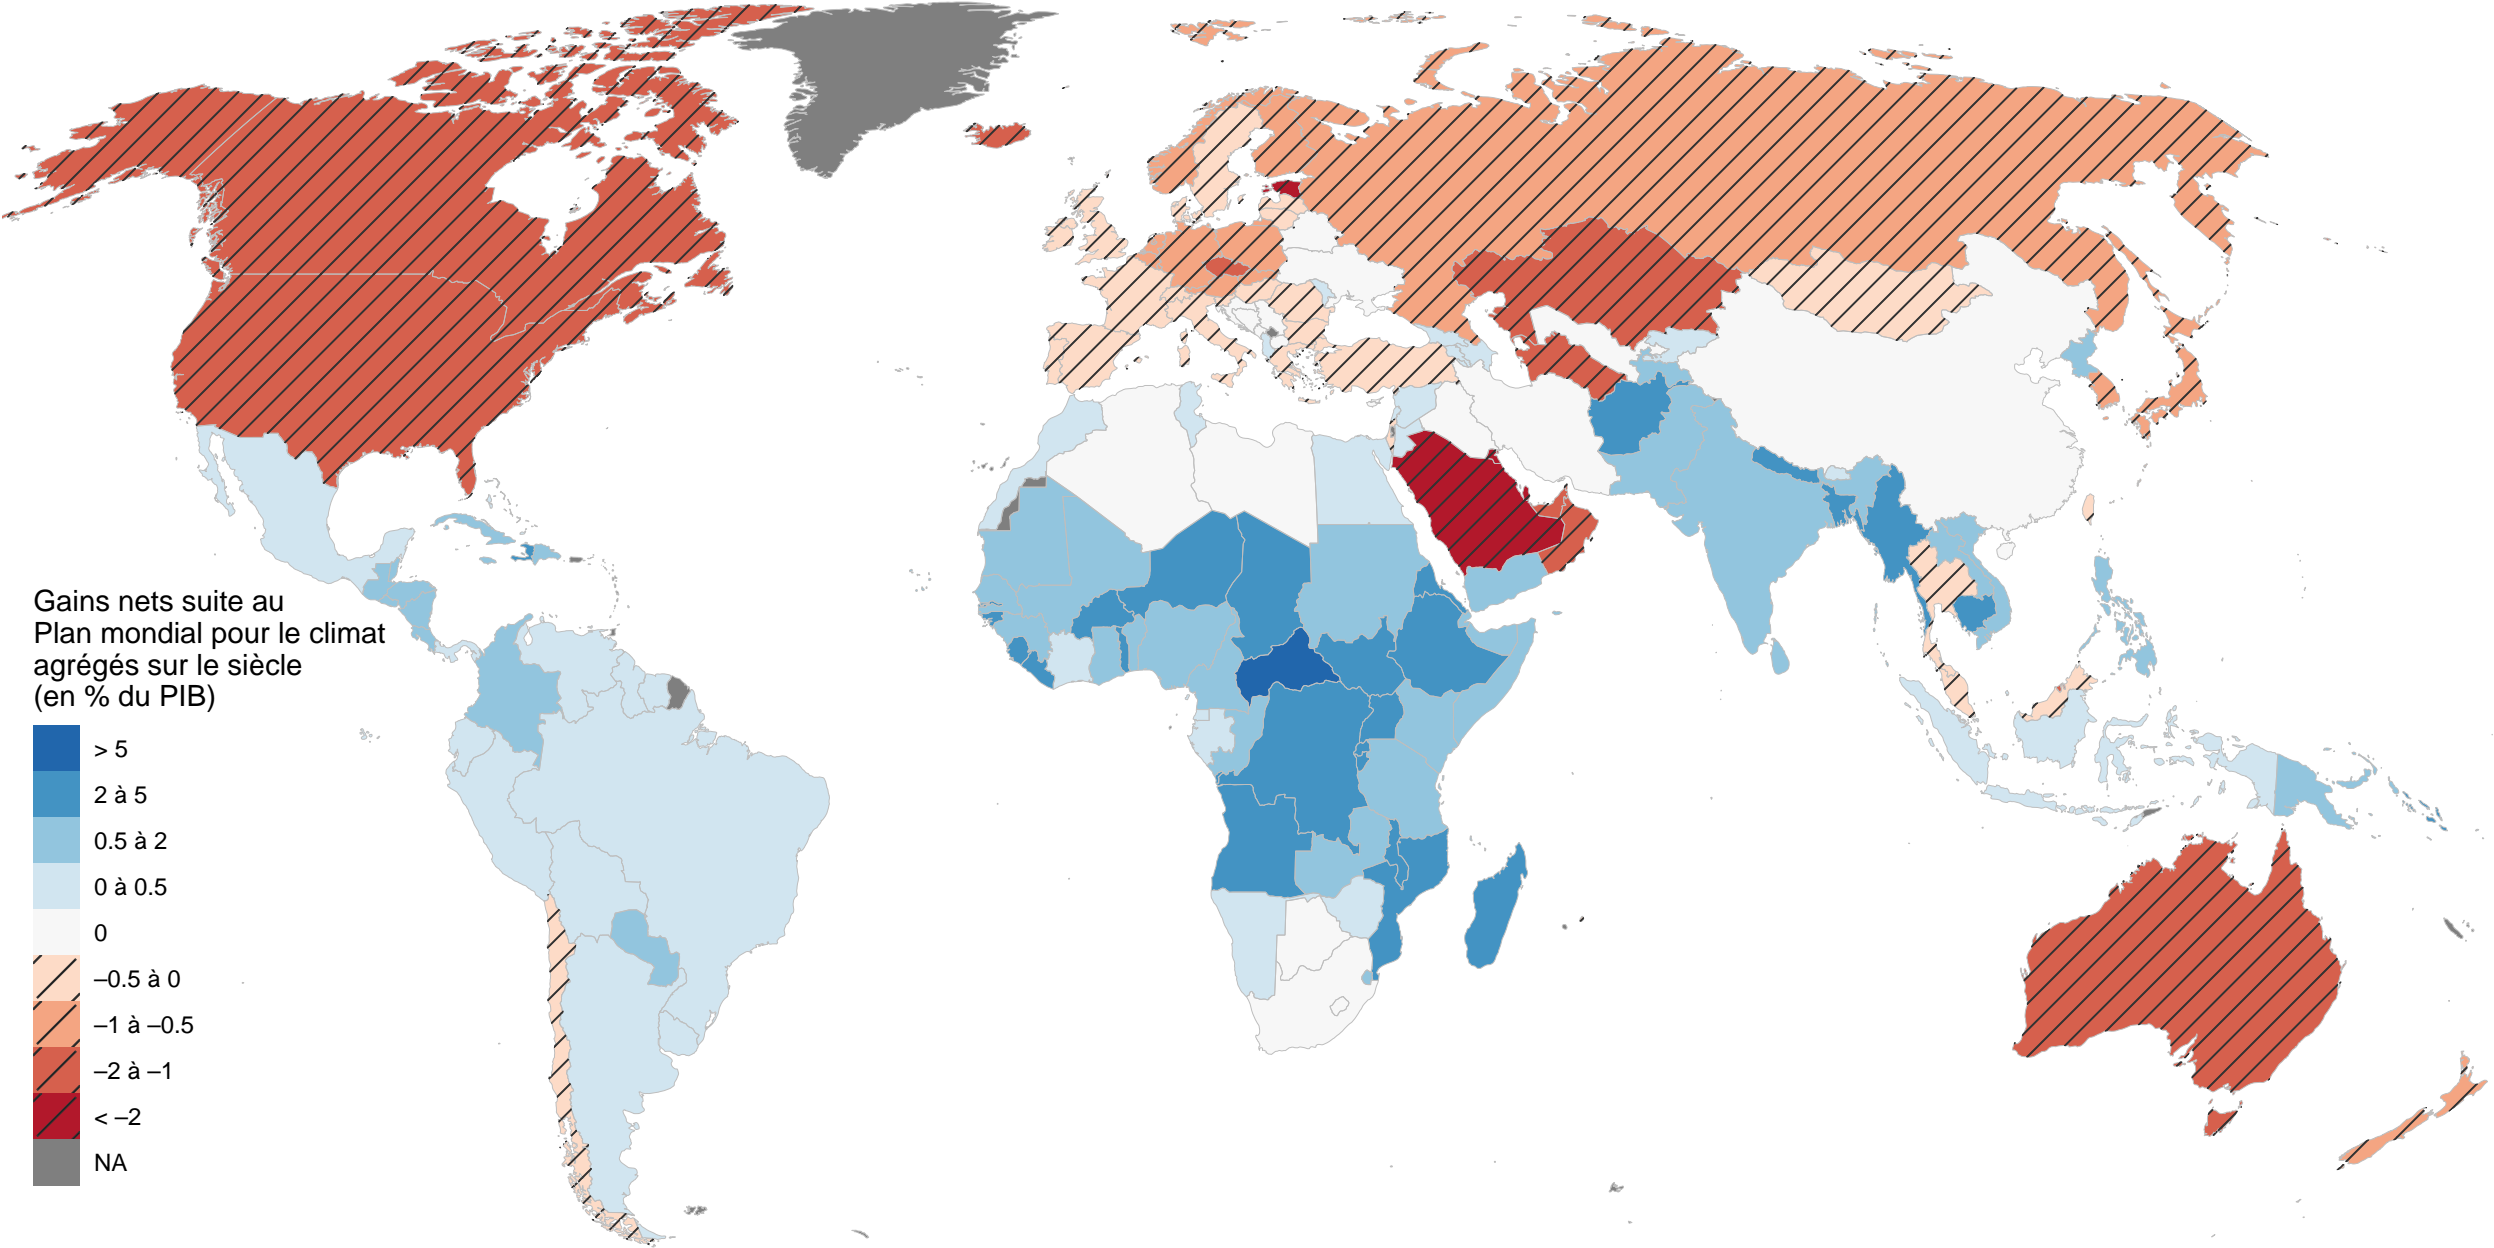 Gains nets suite au
Plan mondial pour le climat
agrégés sur le siècle
(en % du PIB)
> 5
2 à 5
0.5 à 2
0 à 0.5
0
–0.5 à 0
–1 à –0.5
–2 à –1
< –2
NA